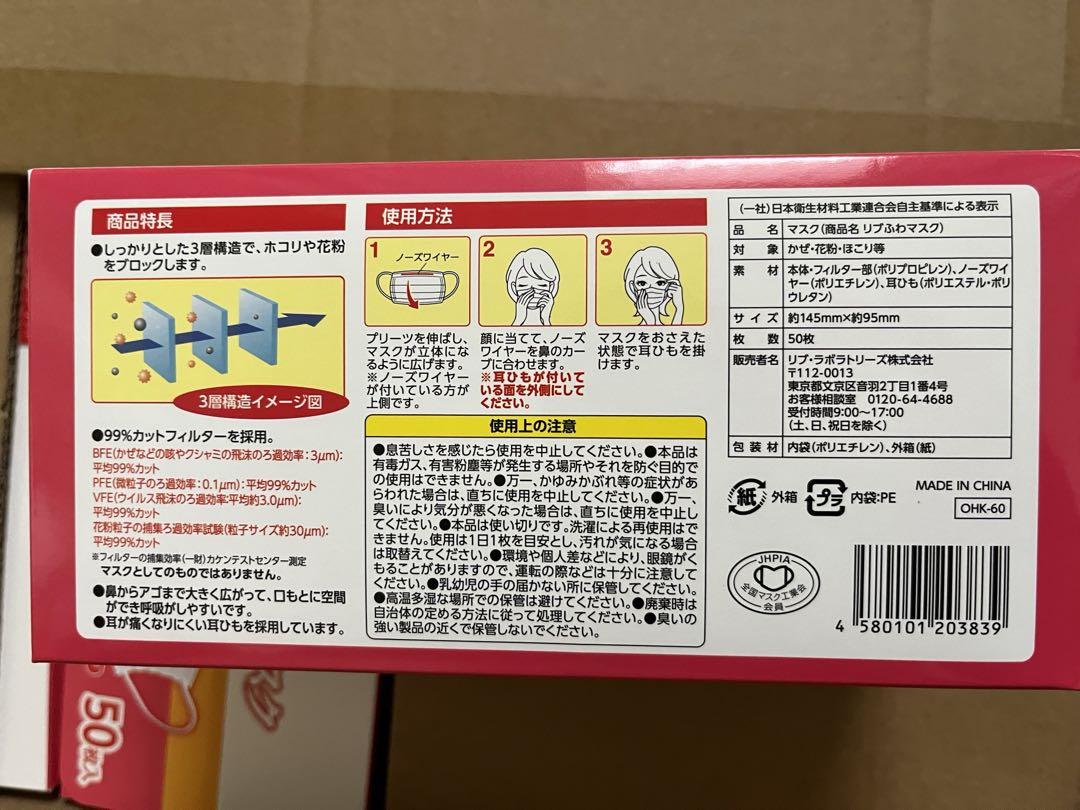 商品特長
●しっかりとした3層構造で、ホコリや花粉
をブロックします。
3層構造イメージ図
●99%カットフィルターを採用。
BFE(かぜなどの咳やクシャミの飛沫のろ過効率:3μm):
平均99%カット
PFE(微粒子のろ過効率:0.1μm):平均99%カット
VFE(ウイルス飛沫のろ過効率:平均約3.0μm):
平均99%カット
花粉粒子の捕集ろ過効率試験(粒子サイズ約30μm):
平均99%カット
※フィルターの捕集効率(一財)カケンテストセンター測定
マスクとしてのものではありません。
●鼻からアゴまで大きく広がって、口もとに空間
ができ呼吸がしやすいです。
●耳が痛くなりにくい耳ひもを採用しています。
使用方法
1
ノーズワイヤー
プリーツを伸ばし、
マスクが立体にな
るように広げます。
※ノーズワイヤー
が付いている方が
上側です。
2
顔に当てて、ノーズ
ワイヤーを鼻のカー
ブに合わせます。
※耳ひもが付いて
いる面を外側にして
ください。
3
マスクをおさえた
状態で耳ひもを掛
けます。
使用上の注意
●息苦しさを感じたら使用を中止してください。●本品は
有毒ガス、有害粉塵等が発生する場所やそれを防ぐ目的で
の使用はできません。●万一、かゆみかぶれ等の症状があ
らわれた場合は、直ちに使用を中止してください。●万一、
臭いにより気分が悪くなった場合は、直ちに使用を中止し
てください。●本品は使い切りです。洗濯による再使用はで
きません。使用は1日1枚を目安とし、汚れが気になる場合
は取替えてください。●環境や個人差などにより、眼鏡がく
もることがありますので、運転の際などは十分に注意して
ください。●乳幼児の手の届かない所に保管してください。
●高温多湿な場所での保管は避けてください。●廃棄時は
自治体の定める方法に従って処理してください。●臭いの
強い製品の近くで保管しないでください。
(一社)日本衛生材料工業連合会自主基準による表示
品名 マスク(商品名 リブふわマスク)
対象 かぜ・花粉・ほこり等
素材 本体・フィルター部(ポリプロピレン)、ノーズワイ
ヤー(ポリエチレン)、耳ひも(ポリエステル・ポリ
ウレタン)
サイズ 約145mm×約95mm
枚数 50枚
販売者名 リブ・ラボラトリーズ株式会社
〒112-0013
東京都文京区音羽2丁目1番4号
お客様相談室 0120-64-4688
受付時間9:00〜17:00
(土、日、祝日を除く)
包装材 内袋(ポリエチレン)、外箱(紙)
紙 外箱 プラ 内袋:PE
MADE IN CHINA
OHK-60
JHPIA
全国マスク工業会
会員
4 580101 203839
50枚入